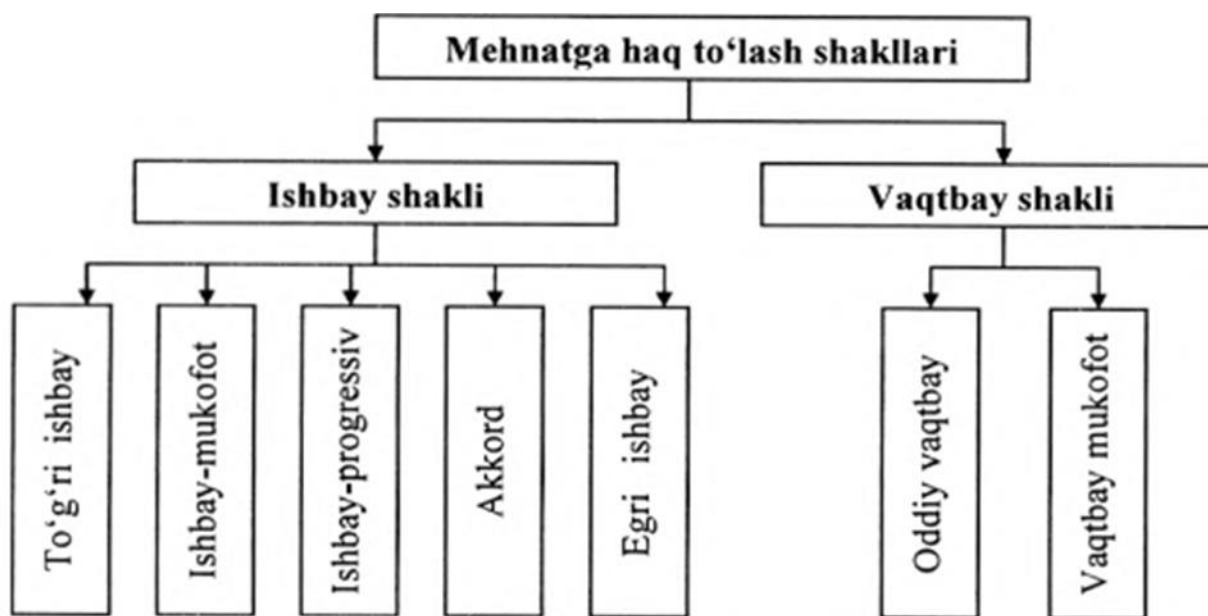 Mehnatga haq to‘lash shakllari
Ishbay shakli
Vaqtbay shakli
To‘g‘ri ishbay
Ishbay-mukofot
Ishbay-progressiv
Akkord
Egri ishbay
Oddiy vaqtbay
Vaqtbay mukofot